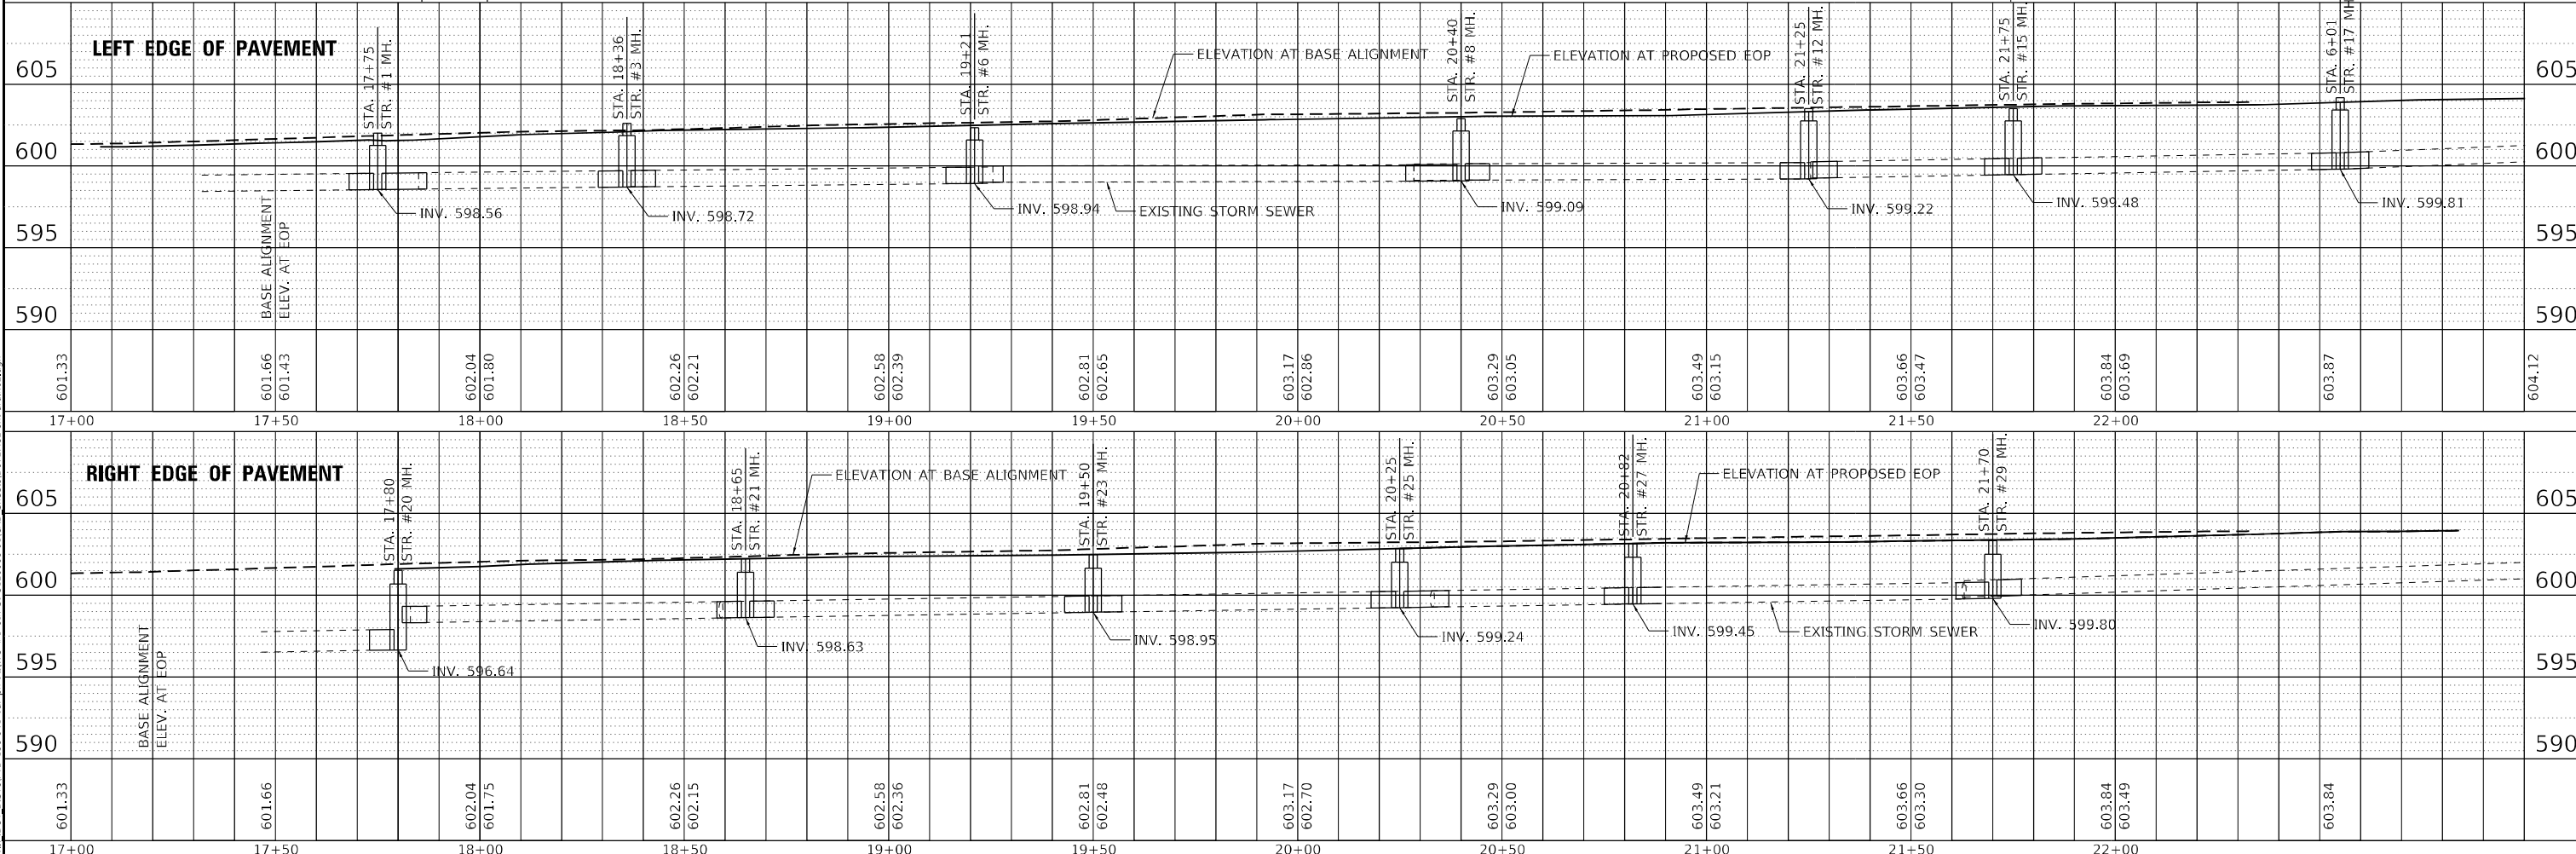 LEFT EDGE OF PAVEMENT
STA. 17+75
STR. #1 MH.
STA. 18+36
STR. #3 MH.
STA. 19+21
STR. #6 MH.
ELEVATION AT BASE ALIGNMENT
STA. 20+40
STR. #8 MH.
ELEVATION AT PROPOSED EOP
STA. 21+25
STR. #12 MH.
STA. 21+75
STR. #15 MH.
STA. 6+01
STR. #17 MH
605
605
600
600
595
595
590
590
INV. 598.56
INV. 598.72
INV. 598.94
EXISTING STORM SEWER
INV. 599.09
INV. 599.22
INV. 599.48
INV. 599.81
BASE ALIGNMENT
ELEV. AT EOP
601.33
601.66
601.43
602.04
601.80
602.26
602.21
602.58
602.39
602.81
602.65
603.17
602.86
603.29
603.05
603.49
603.15
603.66
603.47
603.84
603.69
603.87
604.12
17+00
17+50
18+00
18+50
19+00
19+50
20+00
20+50
21+00
21+50
22+00
RIGHT EDGE OF PAVEMENT
STA. 17+80
STR. #20 MH.
STA. 18+65
STR. #21 MH.
ELEVATION AT BASE ALIGNMENT
STA. 19+50
STR. #23 MH.
STA. 20+25
STR. #25 MH.
STA. 20+82
STR. #27 MH.
ELEVATION AT PROPOSED EOP
STA. 21+70
STR. #29 MH.
605
605
600
600
595
595
590
590
INV. 596.64
INV. 598.63
INV. 598.95
INV. 599.24
INV. 599.45
EXISTING STORM SEWER
INV. 599.80
BASE ALIGNMENT
ELEV. AT EOP
601.33
601.66
602.04
601.75
602.26
602.15
602.58
602.36
602.81
602.48
603.17
602.70
603.29
603.00
603.49
603.21
603.66
603.30
603.84
603.49
603.84
17+00
17+50
18+00
18+50
19+00
19+50
20+00
20+50
21+00
21+50
22+00